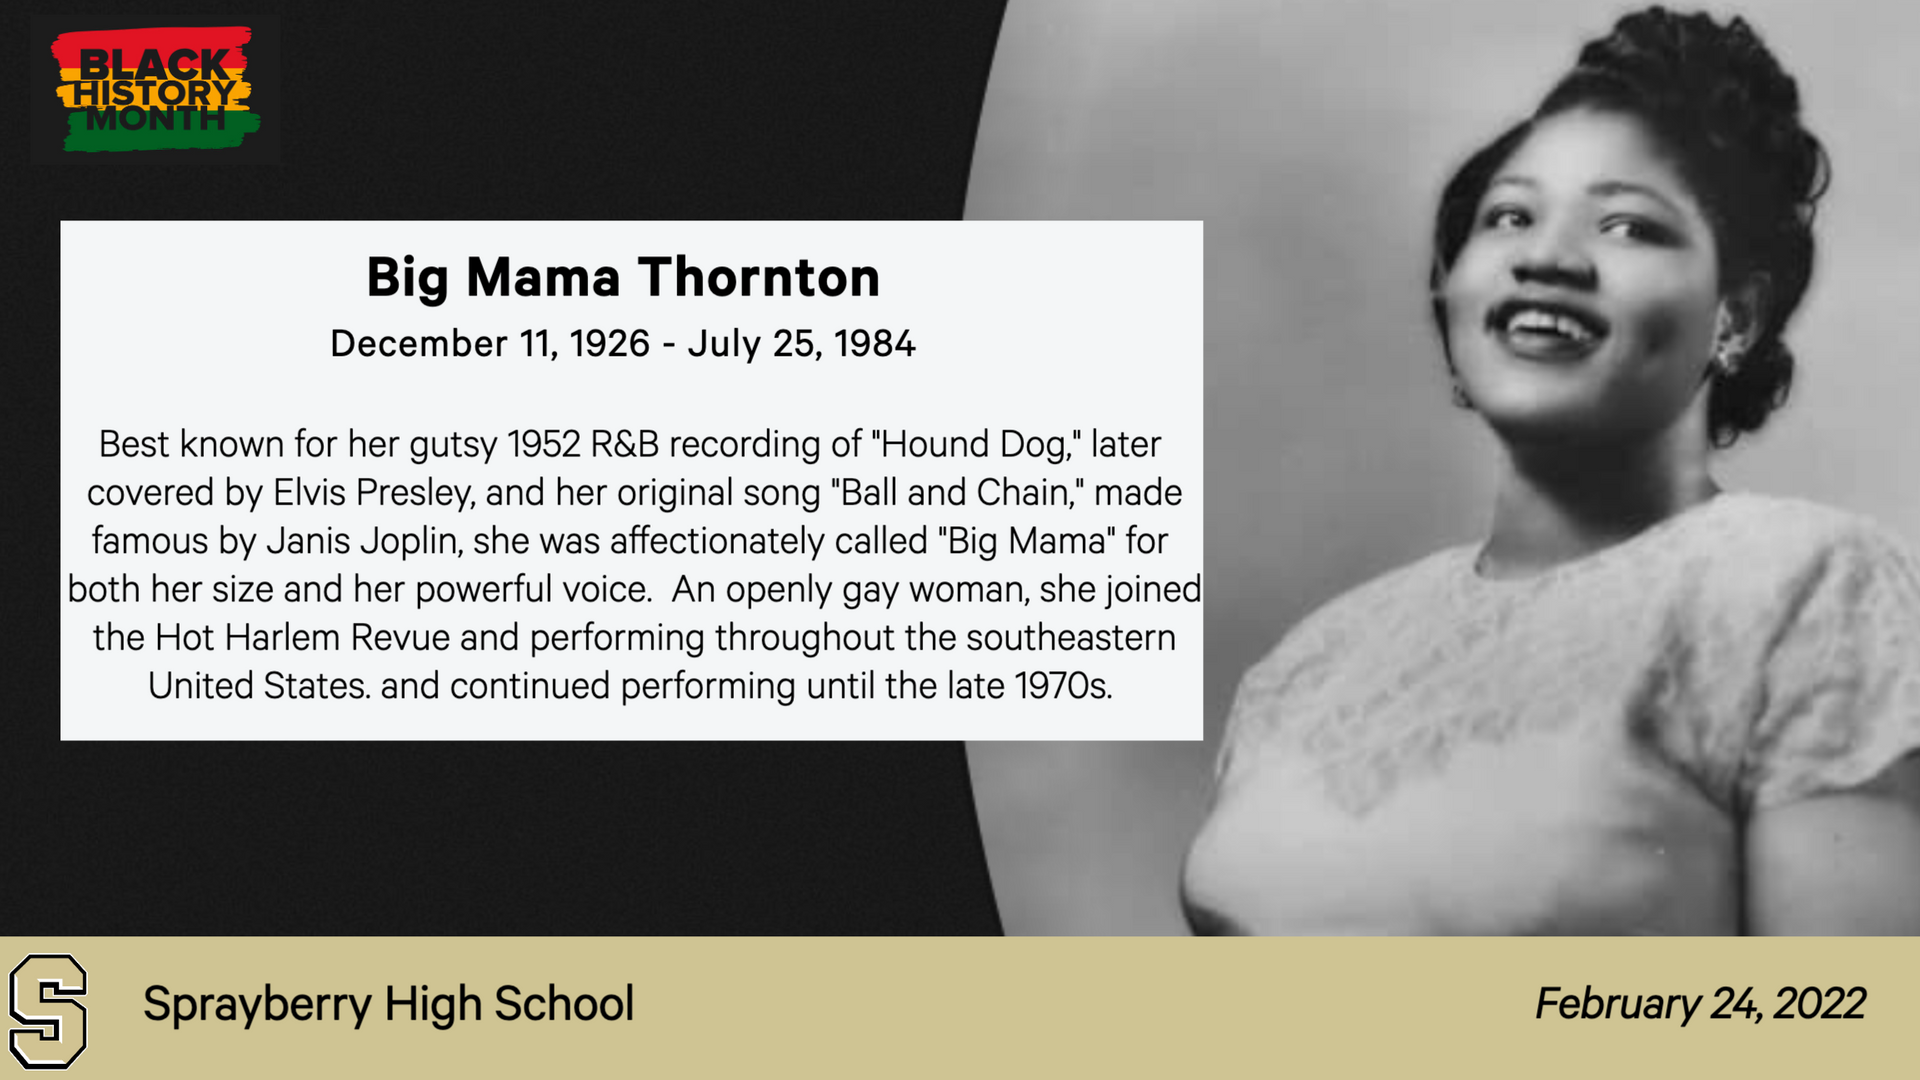 BLACK
HISTORY
MONTH
Big Mama Thornton
December 11, 1926 - July 25, 1984
Best known for her gutsy 1952 R&B recording of "Hound Dog," later
covered by Elvis Presley, and her original song "Ball and Chain," made
famous by Janis Joplin, she was affectionately called "Big Mama" for
both her size and her powerful voice.  An openly gay woman, she joined
the Hot Harlem Revue and performing throughout the southeastern
United States. and continued performing until the late 1970s.
S
Sprayberry High School
February 24, 2022